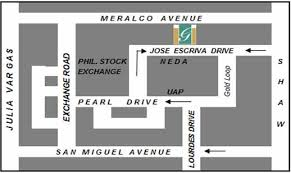 MERALCO AVENUE
G
JOSE ESCRIVA DRIVE
PHIL. STOCK
EXCHANGE
NEDA
JULIA VARGAS
EXCHANGE ROAD
Gold Loop
SHAW
UAP
PEARL DRIVE
LOURDES DRIVE
SAN MIGUEL AVENUE